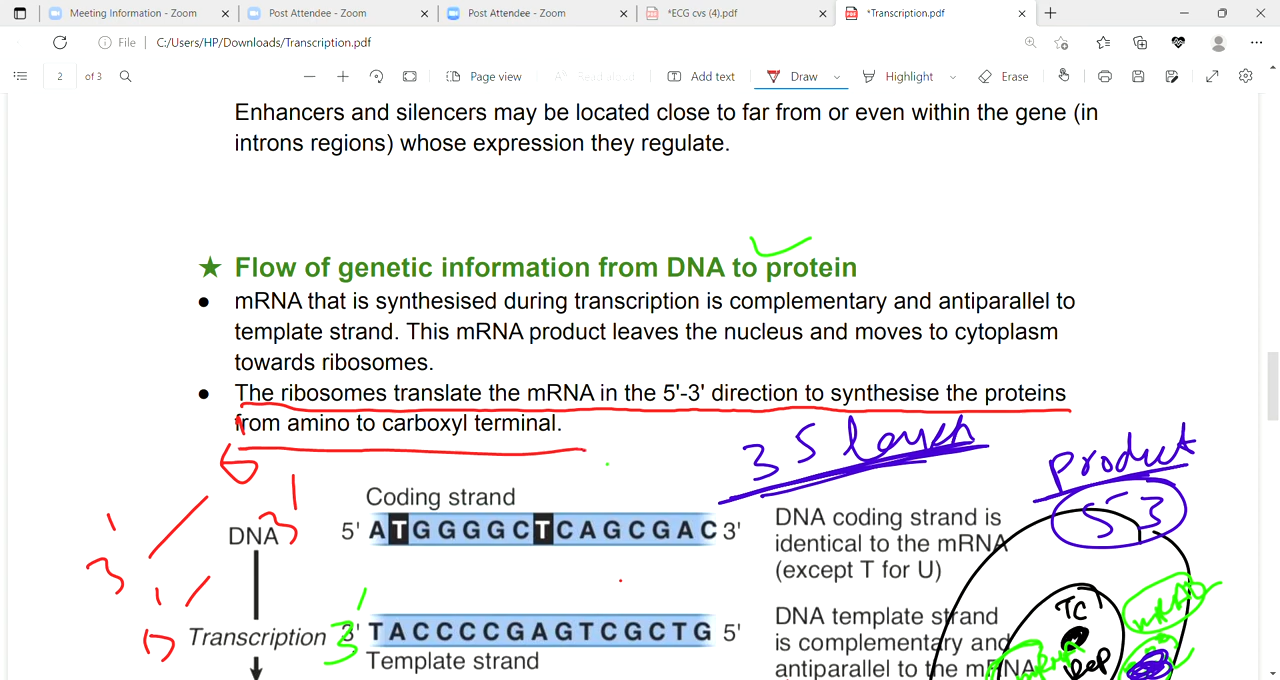 Meeting Information - Zoom
Post Attendee - Zoom
Post Attendee - Zoom
*ECG cvs (4).pdf
*Transcription.pdf
File
C:/Users/HP/Downloads/Transcription.pdf
2 of 3
Page view
Read aloud
Add text
Draw
Highlight
Erase
Enhancers and silencers may be located close to far from or even within the gene (in
introns regions) whose expression they regulate.
★ Flow of genetic information from DNA to protein
● mRNA that is synthesised during transcription is complementary and antiparallel to
template strand. This mRNA product leaves the nucleus and moves to cytoplasm
towards ribosomes.
● The ribosomes translate the mRNA in the 5'-3' direction to synthesise the proteins
from amino to carboxyl terminal.
3 5
product
5 3
Coding strand
DNA
3'
5' ATGGGGCTCAGCGAC 3'
DNA coding strand is
identical to the mRNA
(except T for U)
3'
TC
mRNA
Transcription
3' TACCCCGAGTCGCTG 5'
3'
Template strand
DNA template strand
is complementary and
antiparallel to the mRNA